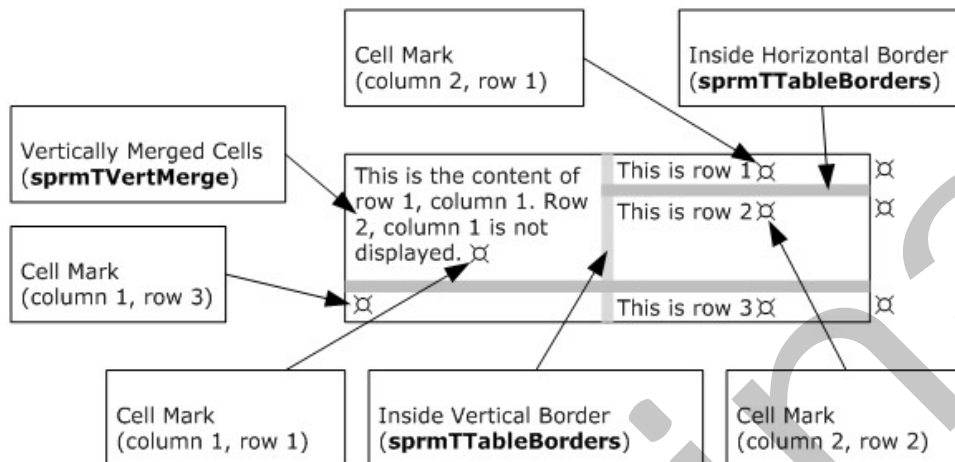 Cell Mark
(column 2, row 1)
Inside Horizontal Border
(sprmTTableBorders)
Vertically Merged Cells
(sprmTVertMerge)
This is the content of
row 1, column 1. Row
2, column 1 is not
displayed. ¤
This is row 1¤ ¤
This is row 2¤ ¤
Cell Mark
(column 1, row 3)
¤
This is row 3¤ ¤
Cell Mark
(column 1, row 1)
Inside Vertical Border
(sprmTTableBorders)
Cell Mark
(column 2, row 2)